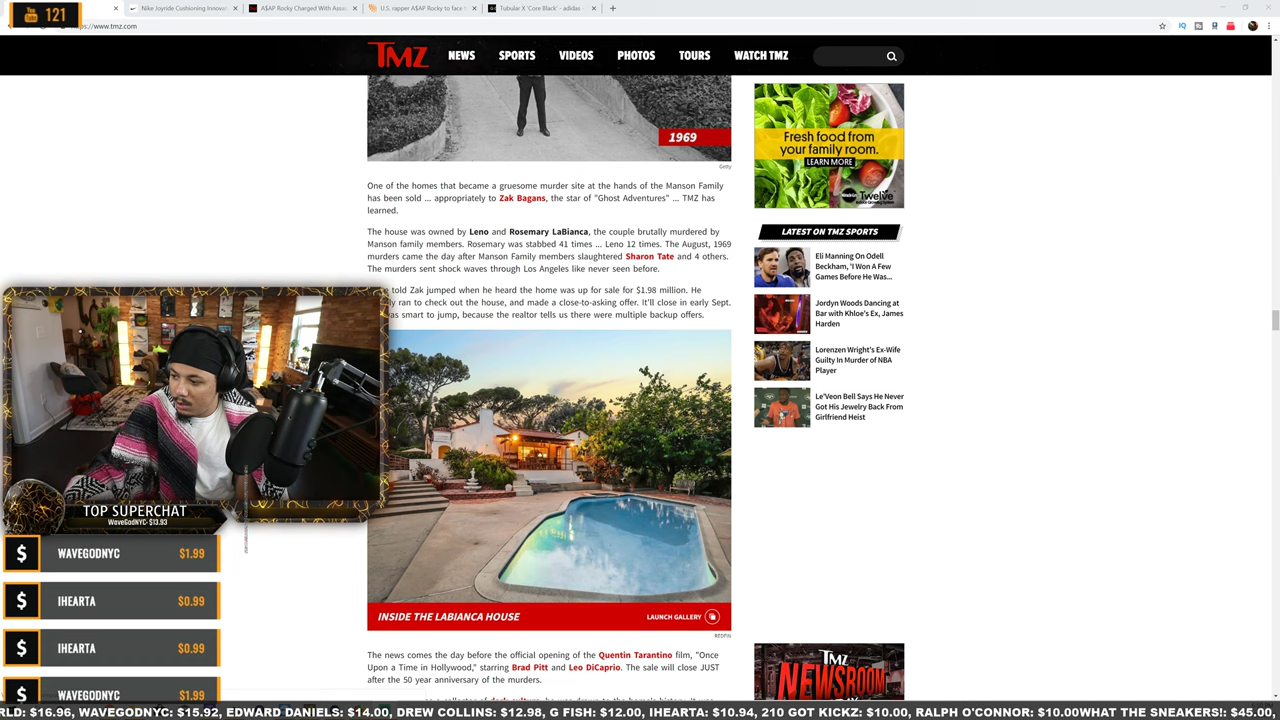 121
Nike Joyride Cushioning Innovat
A$AP Rocky Charged With Assau
U.S. rapper A$AP Rocky to face t
Tubular X 'Core Black' - adidas -
www.tmz.com
TMZ
NEWS
SPORTS
VIDEOS
PHOTOS
TOURS
WATCH TMZ
1969
Getty
One of the homes that became a gruesome murder site at the hands of the Manson Family
has been sold ... appropriately to Zak Bagans, the star of "Ghost Adventures" ... TMZ has
learned.
The house was owned by Leno and Rosemary LaBianca, the couple brutally murdered by
Manson family members. Rosemary was stabbed 41 times ... Leno 12 times. The August, 1969
murders came the day after Manson Family members slaughtered Sharon Tate and 4 others.
The murders sent shock waves through Los Angeles like never seen before.
told Zak jumped when he heard the home was up for sale for $1.98 million. He
y ran to check out the house, and made a close-to-asking offer. It'll close in early Sept.
as smart to jump, because the realtor tells us there were multiple backup offers.
INSIDE THE LABIANCA HOUSE
LAUNCH GALLERY
REDFIN
The news comes the day before the official opening of the Quentin Tarantino film, "Once
Upon a Time in Hollywood," starring Brad Pitt and Leo DiCaprio. The sale will close JUST
after the 50 year anniversary of the murders.
Fresh food from
your family room.
LEARN MORE
Twelve
LATEST ON TMZ SPORTS
Eli Manning On Odell
Beckham, 'I Won A Few
Games Before He Was...
Jordyn Woods Dancing at
Bar with Khloe's Ex, James
Harden
Lorenzen Wright's Ex-Wife
Guilty In Murder of NBA
Player
Le'Veon Bell Says He Never
Got His Jewelry Back From
Girlfriend Heist
TMZ
NEWSROOM
TOP SUPERCHAT
WaveGodNYC- $13.93
$ WAVEGODNYC $1.99
$ IHEARTA $0.99
$ IHEARTA $0.99
$ WAVEGODNYC $1.99
RLD: $16.96, WAVEGODNYC: $15.92, EDWARD DANIELS: $14.00, DREW COLLINS: $12.98, G FISH: $12.00, IHEARTA: $10.94, 210 GOT KICKZ: $10.00, RALPH O'CONNOR: $10.00WHAT THE SNEAKERS!: $45.00,